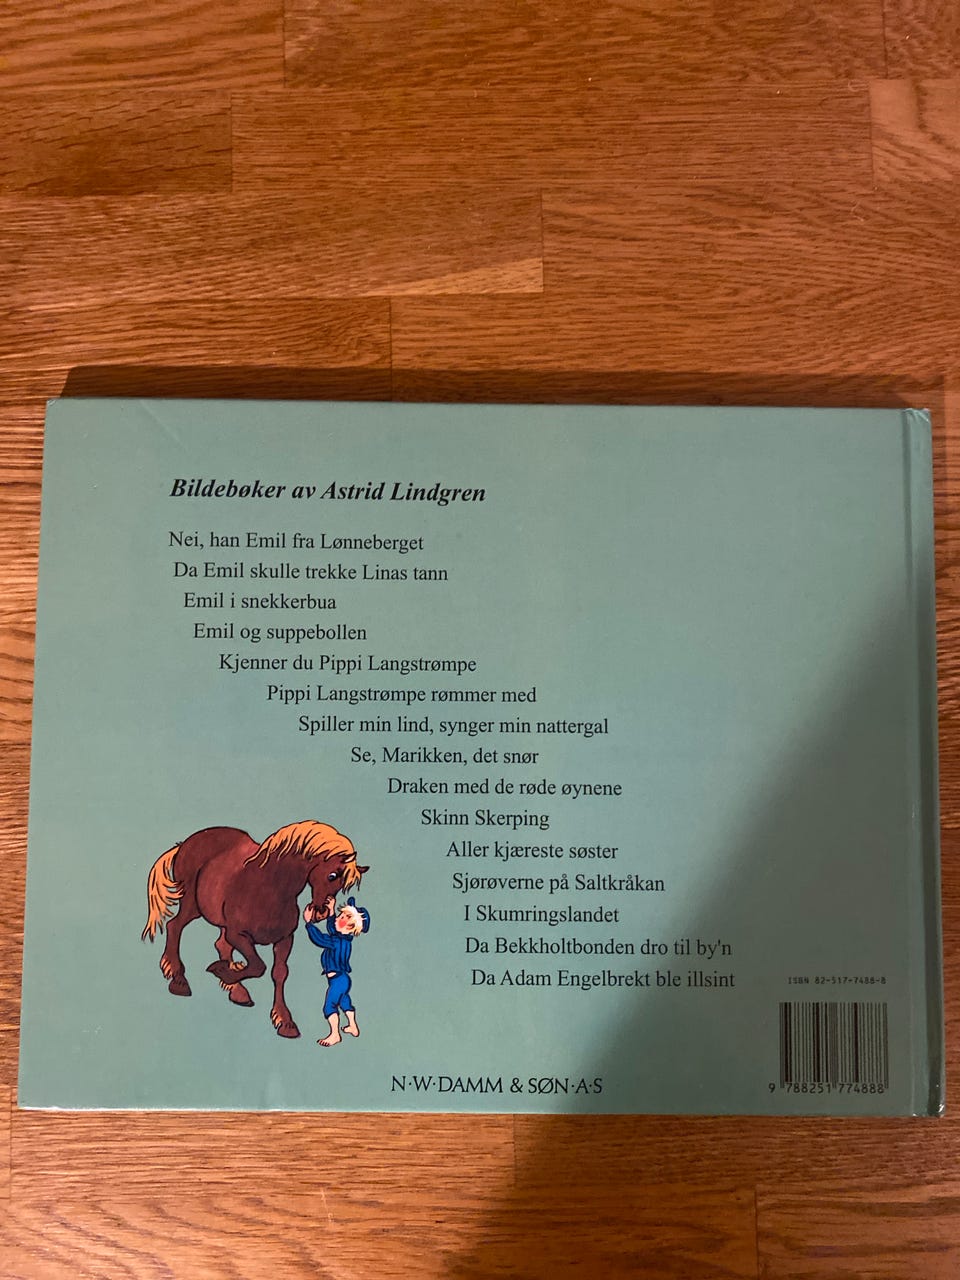 Bildebøker av Astrid Lindgren
Nei, han Emil fra Lønneberget
Da Emil skulle trekke Linas tann
Emil i snekkerbua
Emil og suppebollen
Kjenner du Pippi Langstrømpe
Pippi Langstrømpe rømmer med
Spiller min lind, synger min nattergal
Se, Marikken, det snør
Draken med de røde øynene
Skinn Skerping
Aller kjæreste søster
Sjørøverne på Saltkråkan
I Skumringslandet
Da Bekkholtbonden dro til by'n
Da Adam Engelbrekt ble illsint
ISBN 82-517-7488-8
9 788251 774888
N·W·DAMM & SØN·A·S